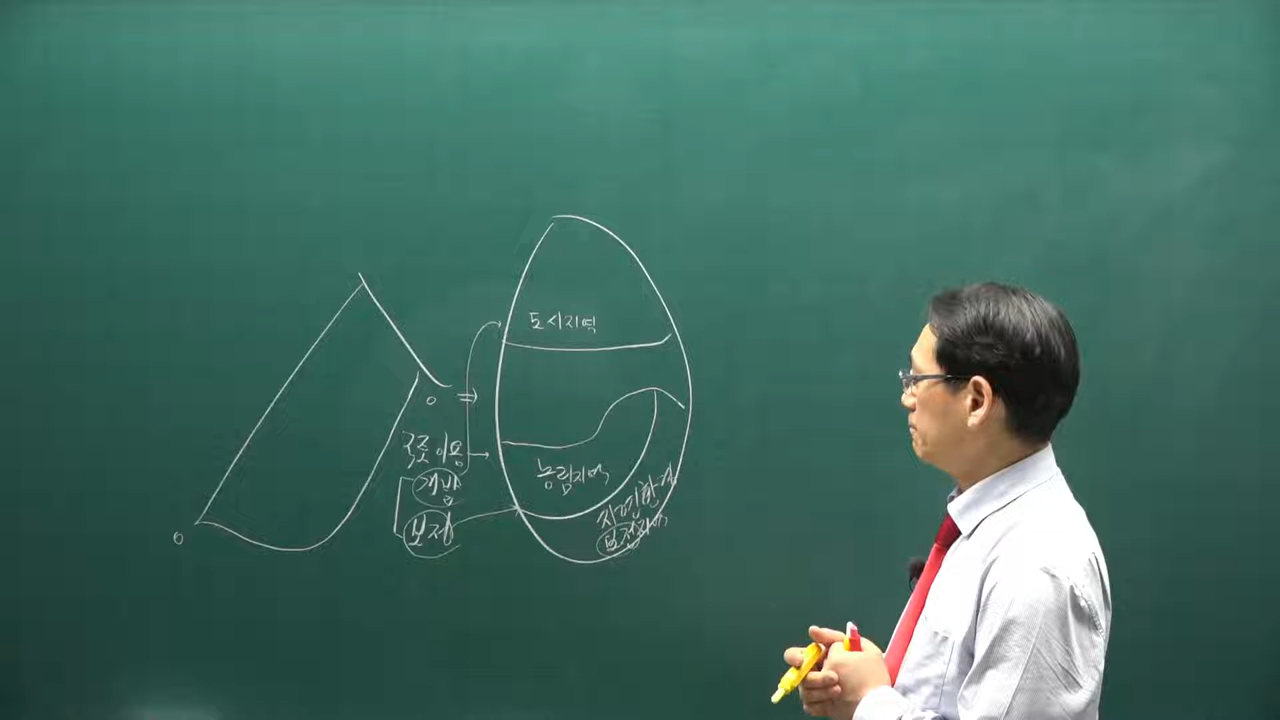 도시지역
국토이용
개발
보전
농림지역
자연환경
보전지역